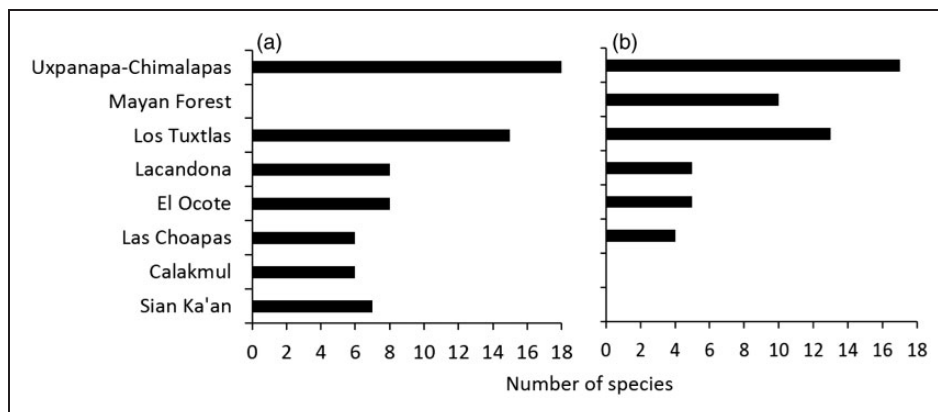 (a) (b)
Uxpanapa-Chimalapas
Mayan Forest
Los Tuxtlas
Lacandona
El Ocote
Las Choapas
Calakmul
Sian Ka'an
0 2 4 6 8 10 12 14 16 18 0 2 4 6 8 10 12 14 16 18
Number of species